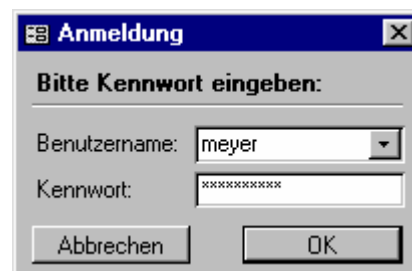 Anmeldung
Bitte Kennwort eingeben:
Benutzername: meyer
Kennwort: **********
Abbrechen OK